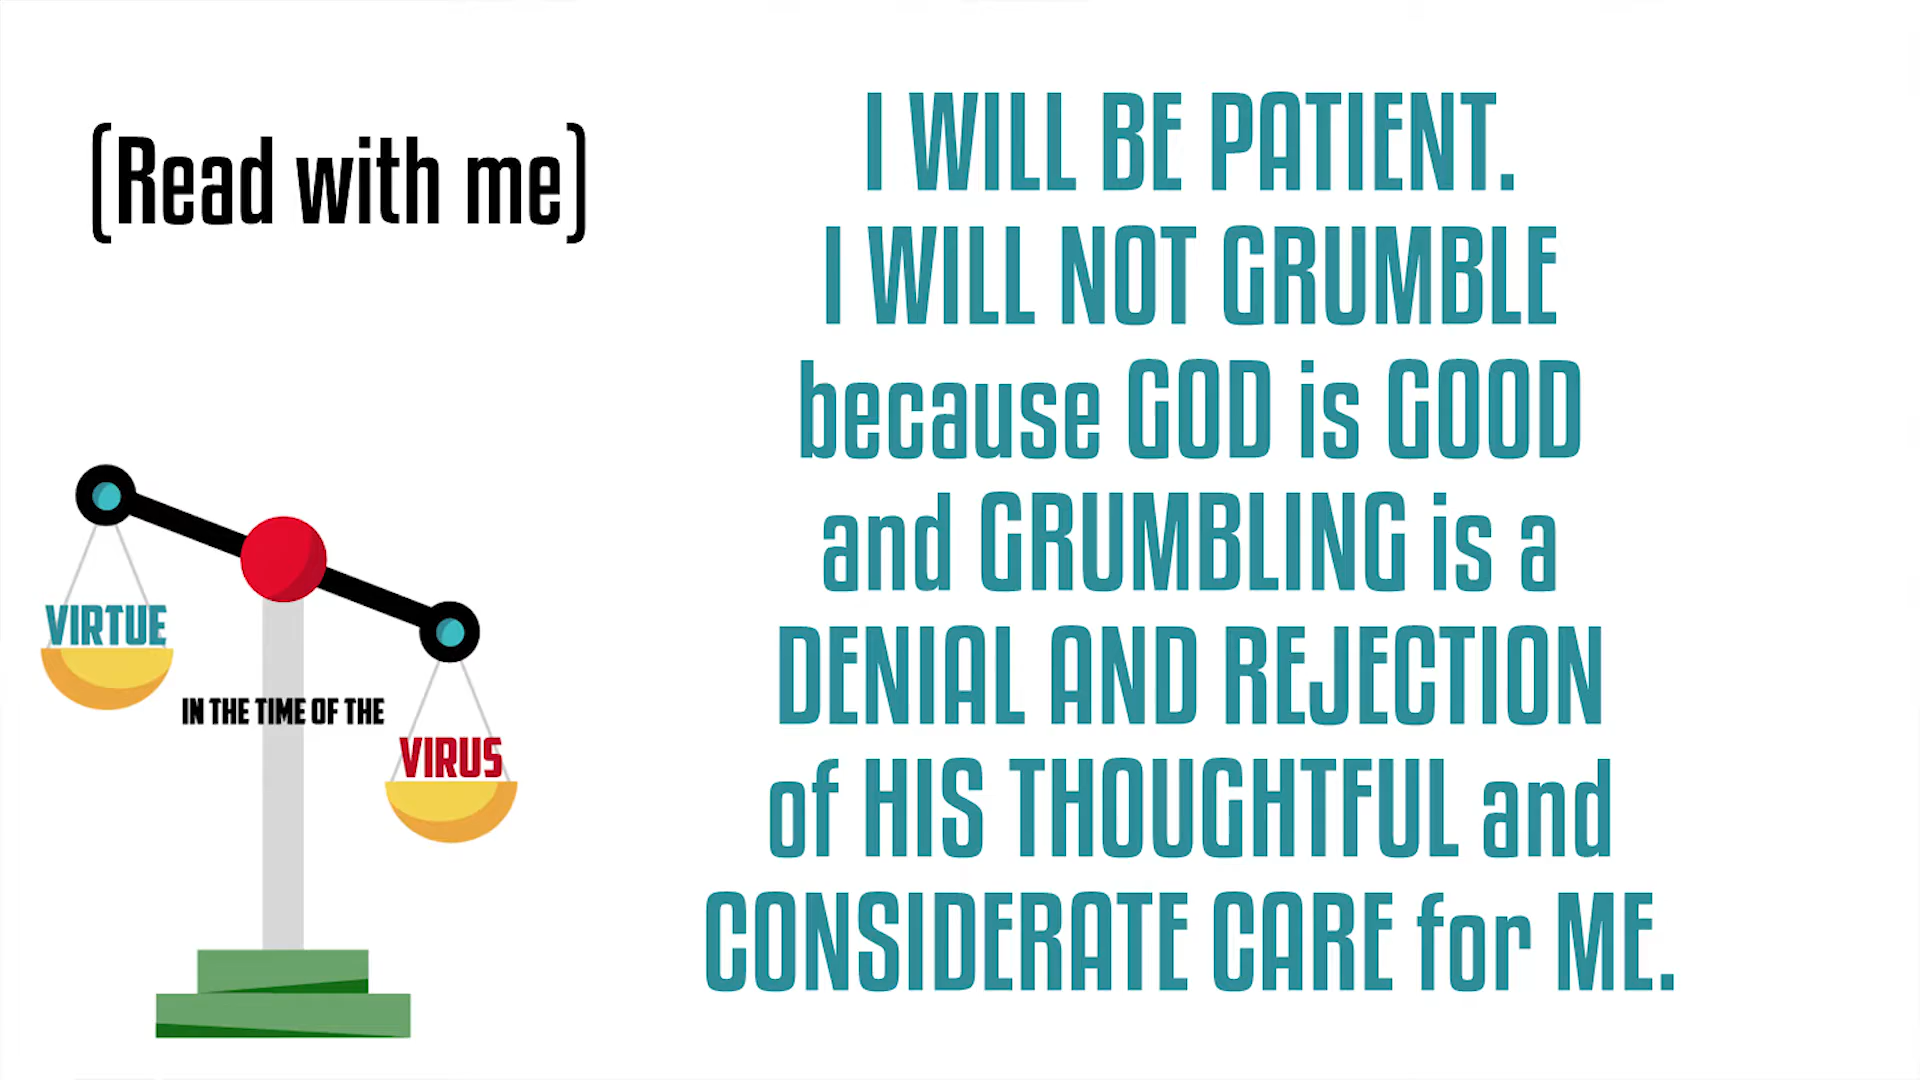 (Read with me)
I WILL BE PATIENT.
I WILL NOT GRUMBLE
because GOD is GOOD
and GRUMBLING is a
DENIAL AND REJECTION
of HIS THOUGHTFUL and
CONSIDERATE CARE for ME.
VIRTUE
IN THE TIME OF THE
VIRUS